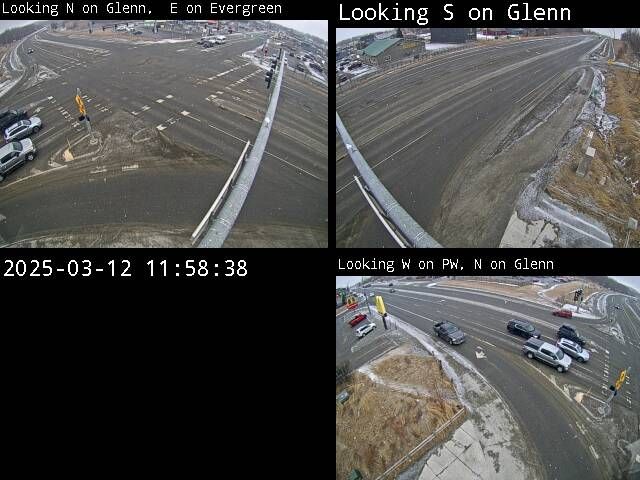 Looking N on Glenn,  E on Evergreen
Looking S on Glenn
2025-03-12 11:58:38
Looking W on PW, N on Glenn